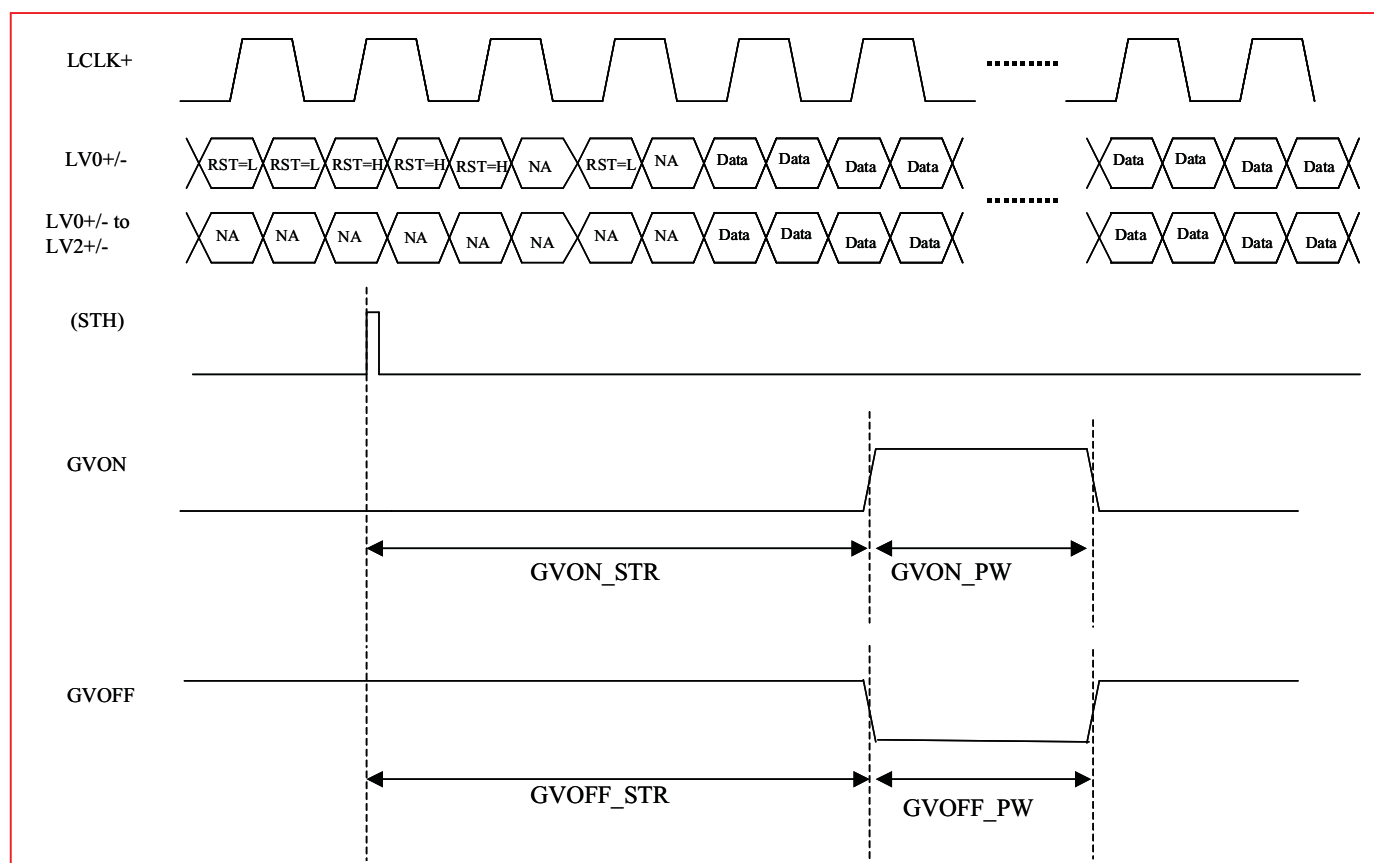 LCLK+
LV0+/- RST=L RST=L RST=H RST=H RST=H NA RST=L NA Data Data Data Data Data Data Data Data
LV0+/- to
LV2+/- NA NA NA NA NA NA NA NA Data Data Data Data Data Data Data Data
(STH)
GVON
GVON_STR GVON_PW
GVOFF
GVOFF_STR GVOFF_PW